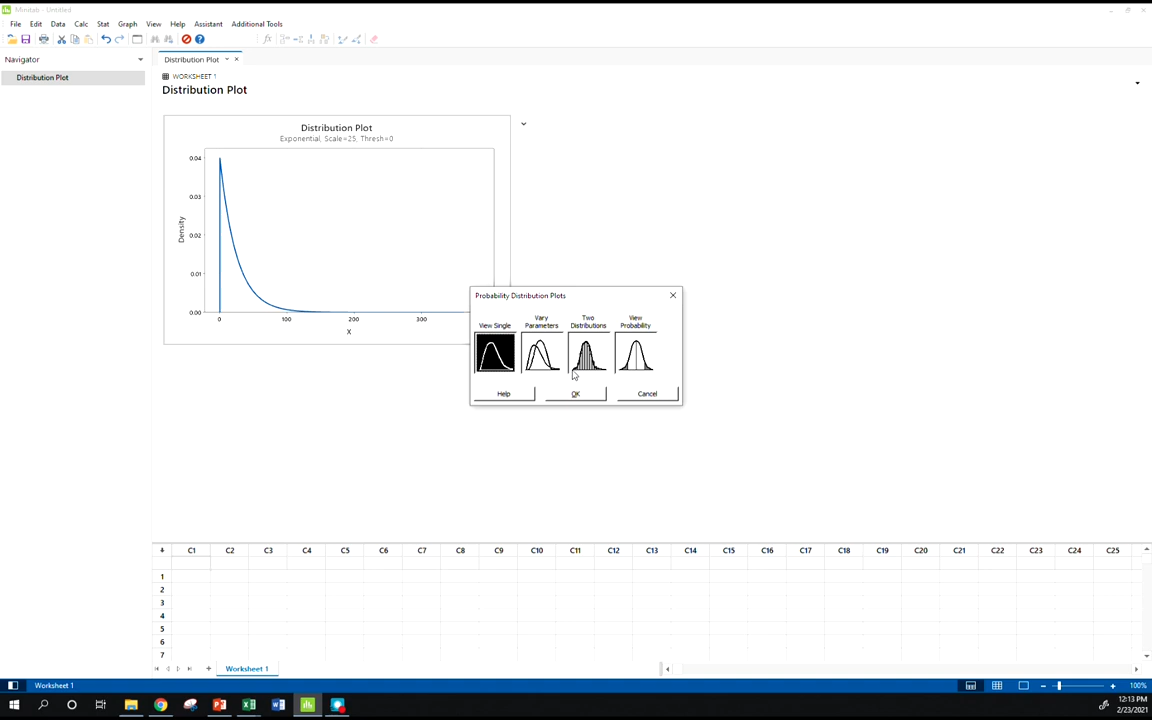 Minitab - Untitled
File Edit Data Calc Stat Graph View Help Assistant Additional Tools
fx
Navigator
Distribution Plot
Distribution Plot
WORKSHEET 1
Distribution Plot
Distribution Plot
Exponential, Scale=25, Thresh=0
0.04
0.03
0.02
0.01
0.00
Density
0 100 200 300
X
Probability Distribution Plots
View Single
Vary Parameters
Two Distributions
View Probability
Help OK Cancel
C1 C2 C3 C4 C5 C6 C7 C8 C9 C10 C11 C12 C13 C14 C15 C16 C17 C18 C19 C20 C21 C22 C23 C24 C25
1
2
3
4
5
6
7
Worksheet 1
Worksheet 1
100%
12:13 PM
2/23/2021